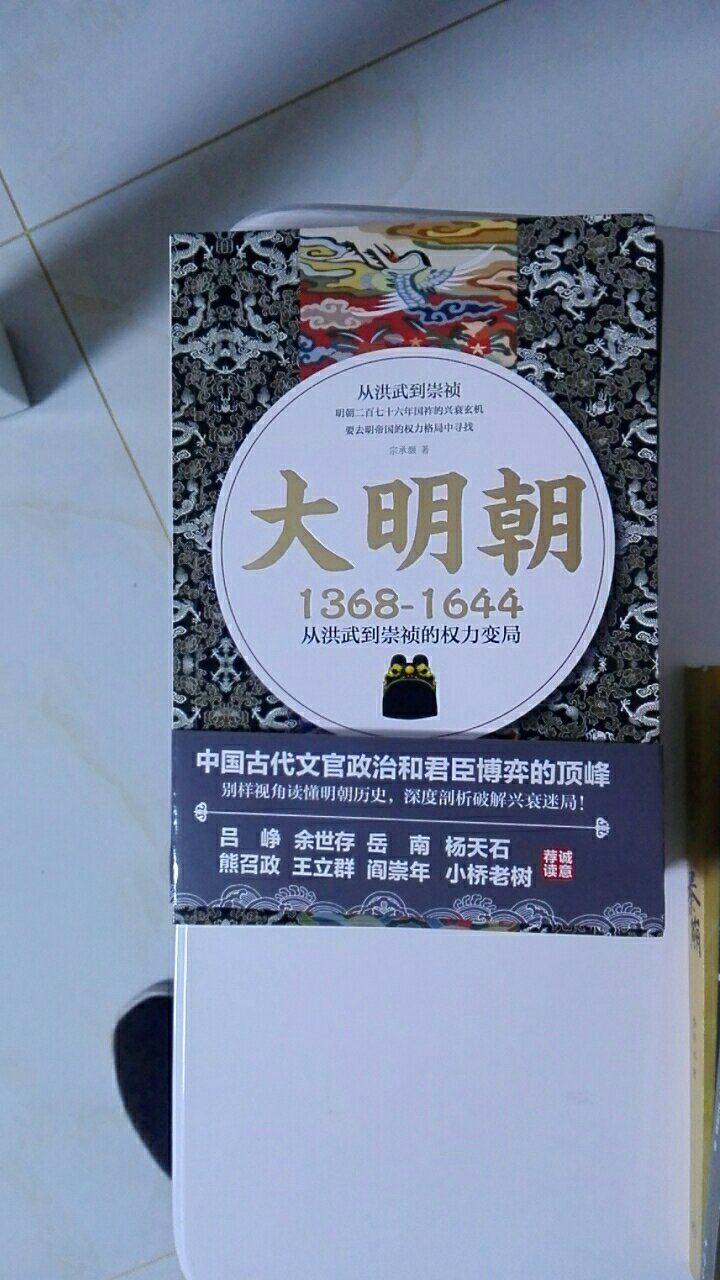 从洪武到崇祯
明朝二百七十六年国祚的兴衰玄机
要去明帝国的权力格局中寻找
宗承灏 著
大明朝
1368-1644
从洪武到崇祯的权力变局
中国古代文官政治和君臣博弈的顶峰
别样视角读懂明朝历史，深度剖析破解兴衰迷局！
吕峥 余世存 岳南 杨天石
熊召政 王立群 阎崇年 小桥老树
诚意荐读